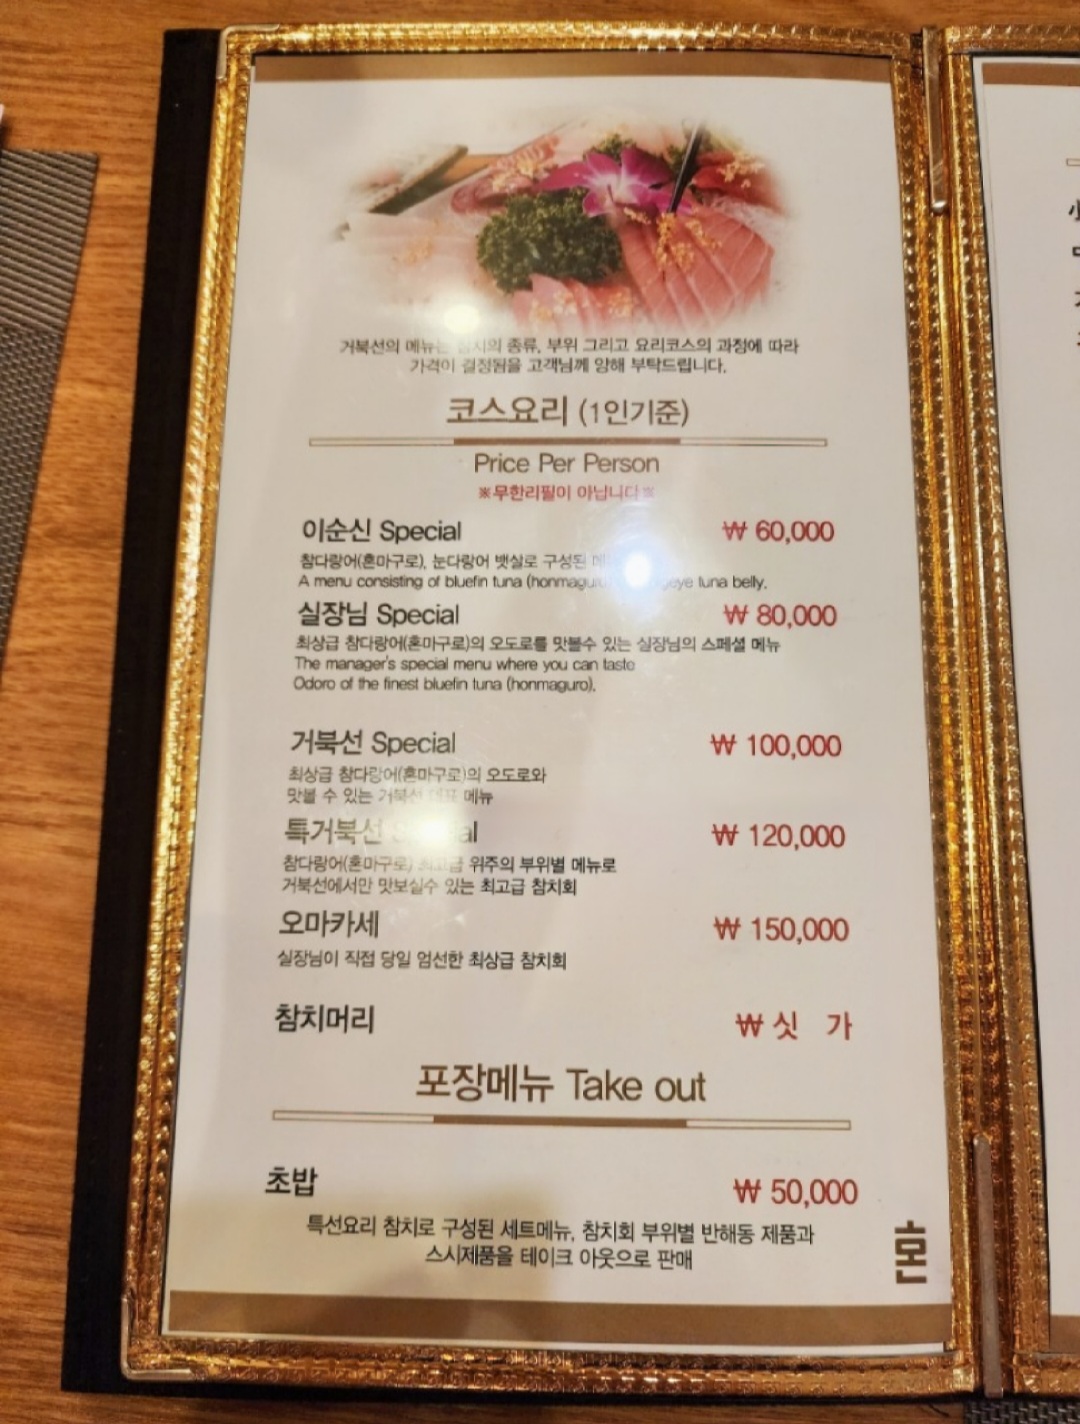 거북선의 메뉴는 참치의 종류, 부위 그리고 요리코스의 과정에 따라
가격이 결정됨을 고객님께 양해 부탁드립니다.
코스요리 (1인기준)
Price Per Person
※무한리필이 아닙니다※
이순신 Special ₩ 60,000
참다랑어(혼마구로), 눈다랑어 뱃살로 구성된
A menu consisting of bluefin tuna (honmaguro tuna belly.
실장님 Special ₩ 80,000
최상급 참다랑어(혼마구로)의 오도로를 맛볼수 있는 실장님의 스페셜 메뉴
The manager's special menu where you can taste
Odoro of the finest bluefin tuna (honmaguro).
거북선 Special ₩ 100,000
최상급 참다랑어(혼마구로)의 오도로와
맛볼 수 있는 거북선 대표 메뉴
특거북선 Special ₩ 120,000
참다랑어(혼마구로) 최고급 위주의 부위별 메뉴로
거북선에서만 맛보실수 있는 최고급 참치회
오마카세 ₩ 150,000
실장님이 직접 당일 엄선한 최상급 참치회
참치머리 ₩ 싯 가
포장메뉴 Take out
초밥 ₩ 50,000
특선요리 참치로 구성된 세트메뉴, 참치회 부위별 반해동 제품과
스시제품을 테이크 아웃으로 판매
혼